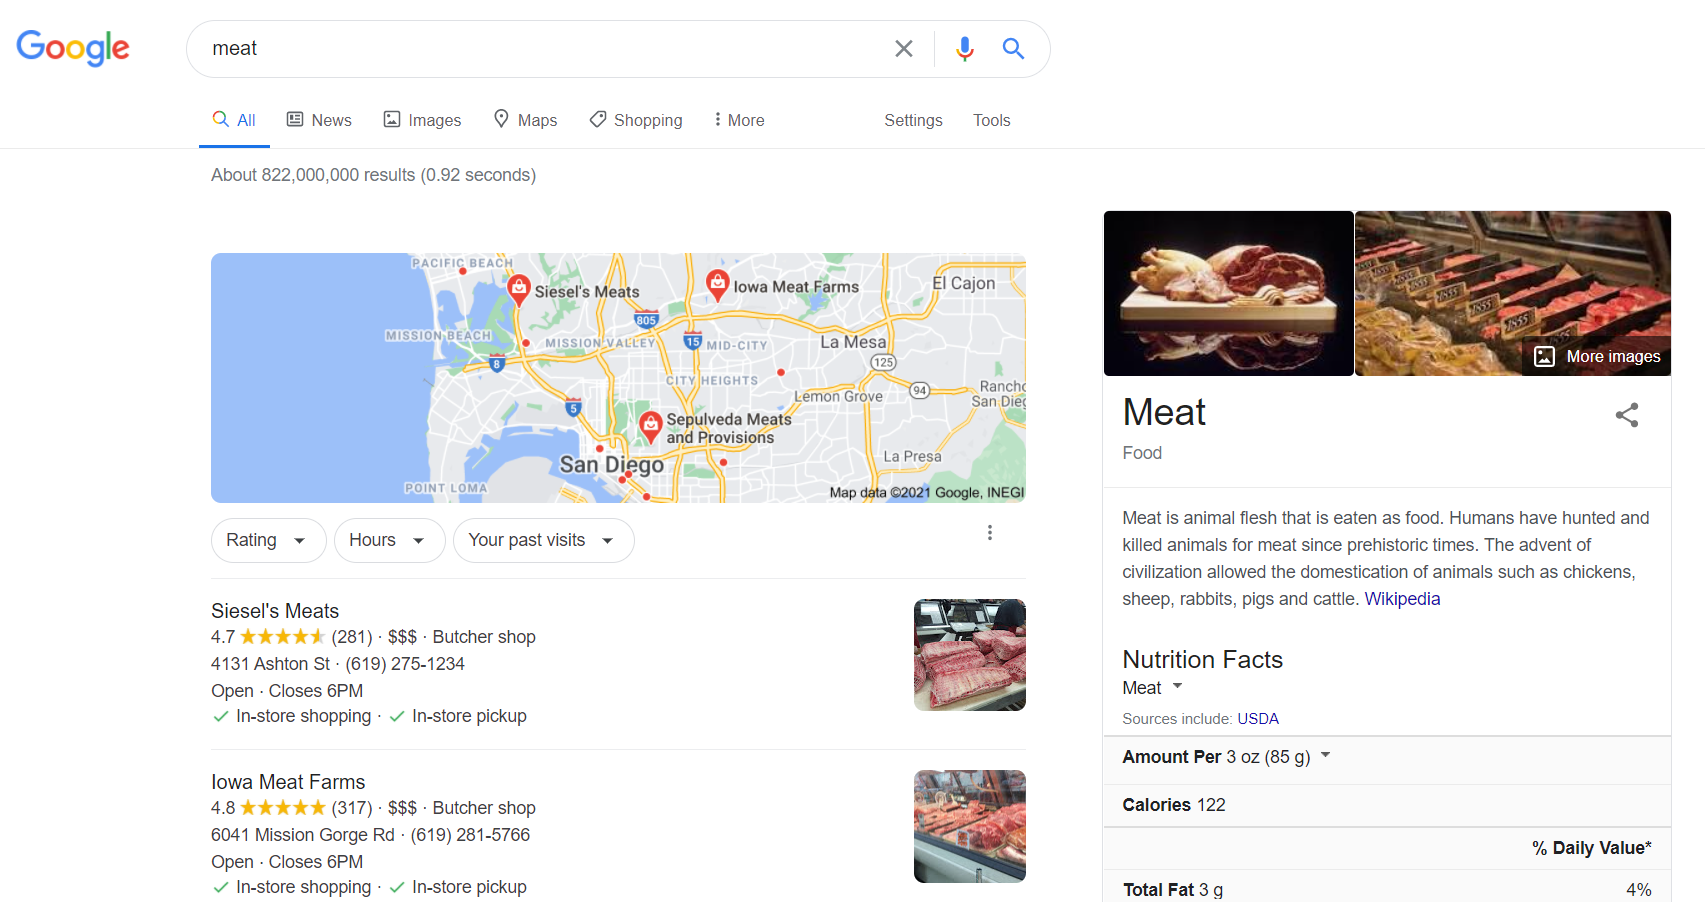 Google
meat
All
News
Images
Maps
Shopping
More
Settings
Tools
About 822,000,000 results (0.92 seconds)
PACIFIC BEACH
Siesel's Meats
Iowa Meat Farms
El Cajon
805
MISSION BEACH
MISSION VALLEY
15
MID-CITY
La Mesa
8
125
CITY HEIGHTS
94
Lemon Grove
Rancho
San Dieg
5
Sepulveda Meats
and Provisions
San Diego
La Presa
POINT LOMA
Map data ©2021 Google, INEGI
Rating
Hours
Your past visits
Siesel's Meats
4.7 (281) · $$$ · Butcher shop
4131 Ashton St · (619) 275-1234
Open · Closes 6PM
In-store shopping · In-store pickup
Iowa Meat Farms
4.8 (317) · $$$ · Butcher shop
6041 Mission Gorge Rd · (619) 281-5766
Open · Closes 6PM
In-store shopping · In-store pickup
1855
1855
1855
1855
More images
Meat
Food
Meat is animal flesh that is eaten as food. Humans have hunted and
killed animals for meat since prehistoric times. The advent of
civilization allowed the domestication of animals such as chickens,
sheep, rabbits, pigs and cattle. Wikipedia
Nutrition Facts
Meat
Sources include: USDA
Amount Per 3 oz (85 g)
Calories 122
% Daily Value*
Total Fat 3 g 4%